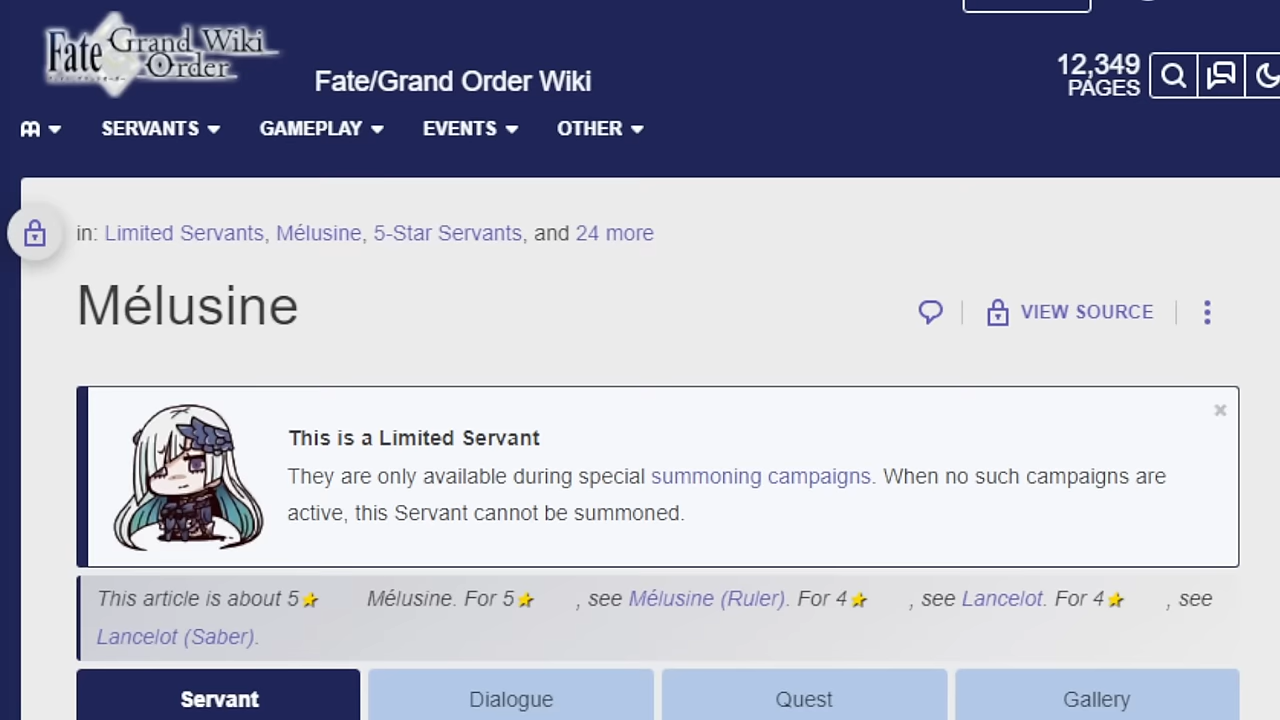 Fate Grand Order Wiki
Fate/Grand Order Wiki
12,349
PAGES
SERVANTS
GAMEPLAY
EVENTS
OTHER
in: Limited Servants, Mélusine, 5-Star Servants, and 24 more
Mélusine
VIEW SOURCE
This is a Limited Servant
They are only available during special summoning campaigns. When no such campaigns are
active, this Servant cannot be summoned.
This article is about 5★ Mélusine. For 5★ , see Mélusine (Ruler). For 4★ , see Lancelot. For 4★ , see
Lancelot (Saber).
Servant
Dialogue
Quest
Gallery